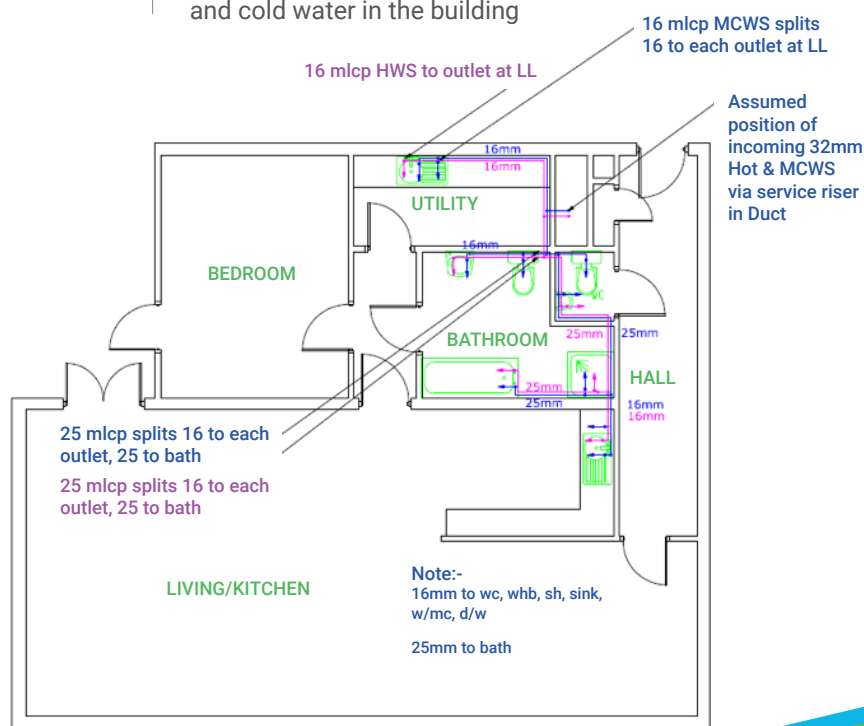 and cold water in the building
16 mlcp MCWS splits
16 to each outlet at LL
16 mlcp HWS to outlet at LL
Assumed
position of
incoming 32mm
Hot & MCWS
via service riser
in Duct
16mm
16mm
UTILITY
16mm
BEDROOM
BATHROOM
25mm
25mm
HALL
25mm
25mm
16mm
16mm
25 mlcp splits 16 to each
outlet, 25 to bath
25 mlcp splits 16 to each
outlet, 25 to bath
LIVING/KITCHEN
Note:-
16mm to wc, whb, sh, sink,
w/mc, d/w
25mm to bath